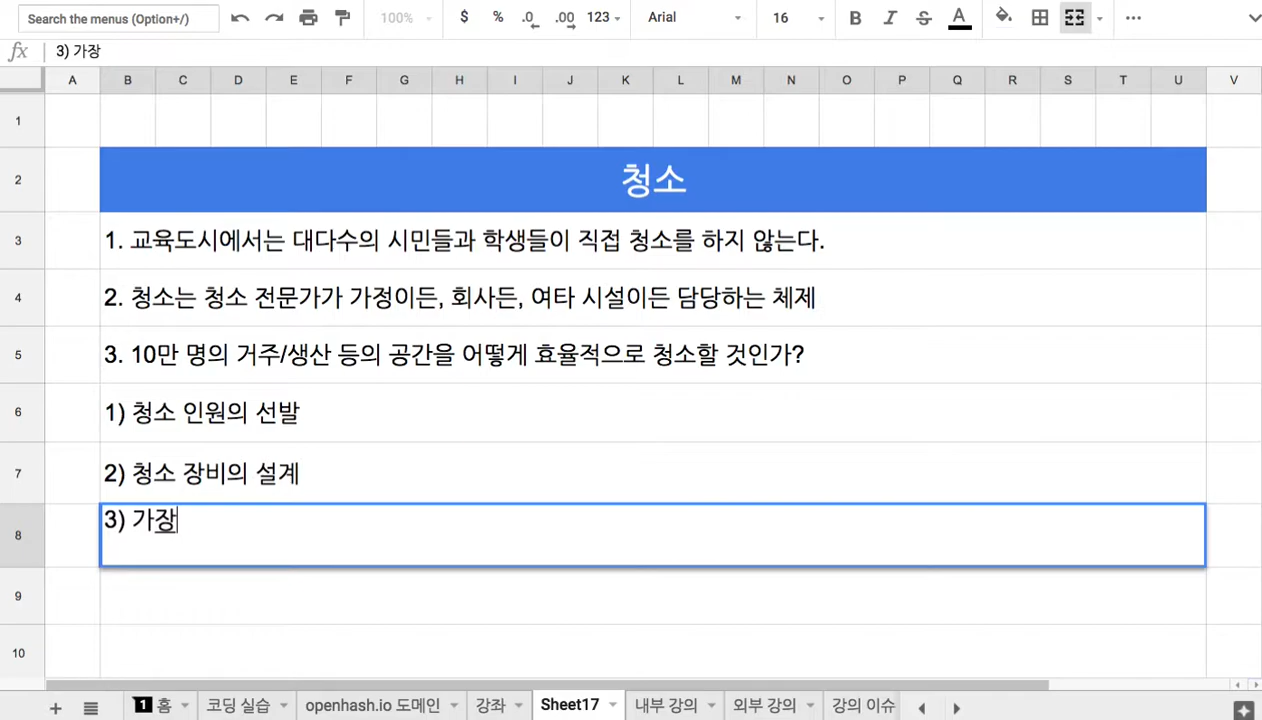 Search the menus (Option+/)
100%
$ % .0 .00 123
Arial
16
B I S A
fx 3) 가장
A B C D E F G H I J K L M N O P Q R S T U V
1
2 청소
3 1. 교육도시에서는 대다수의 시민들과 학생들이 직접 청소를 하지 않는다.
4 2. 청소는 청소 전문가가 가정이든, 회사든, 여타 시설이든 담당하는 체제
5 3. 10만 명의 거주/생산 등의 공간을 어떻게 효율적으로 청소할 것인가?
6 1) 청소 인원의 선발
7 2) 청소 장비의 설계
8 3) 가장
9
10
1 홈 코딩 실습 openhash.io 도메인 강좌 Sheet17 내부 강의 외부 강의 강의 이슈